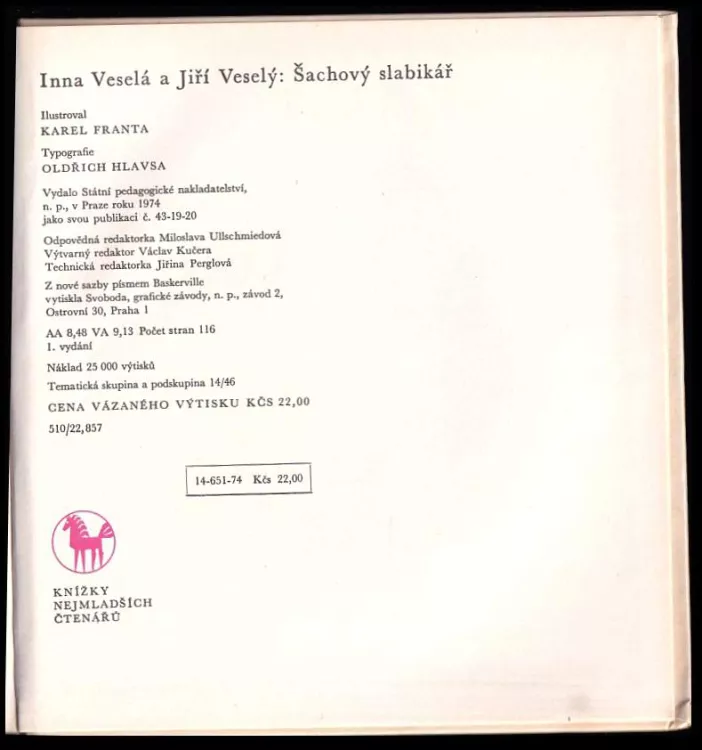 Inna Veselá a Jiří Veselý: Šachový slabikář
Ilustroval
KAREL FRANTA
Typografie
OLDŘICH HLAVSA
Vydalo Státní pedagogické nakladatelství,
n. p., v Praze roku 1974
jako svou publikaci č. 43-19-20
Odpovědná redaktorka Miloslava Ullschmiedová
Výtvarný redaktor Václav Kučera
Technická redaktorka Jiřina Perglová
Z nové sazby písmem Baskerville
vytiskla Svoboda, grafické závody, n. p., závod 2,
Ostrovní 30, Praha 1
AA 8,48 VA 9,13 Počet stran 116
1. vydání
Náklad 25 000 výtisků
Tematická skupina a podskupina 14/46
CENA VÁZANÉHO VÝTISKU KČS 22,00
510/22,857
14-651-74 Kčs 22,00
KNÍŽKY
NEJMLADŠÍCH
ČTENÁŘŮ